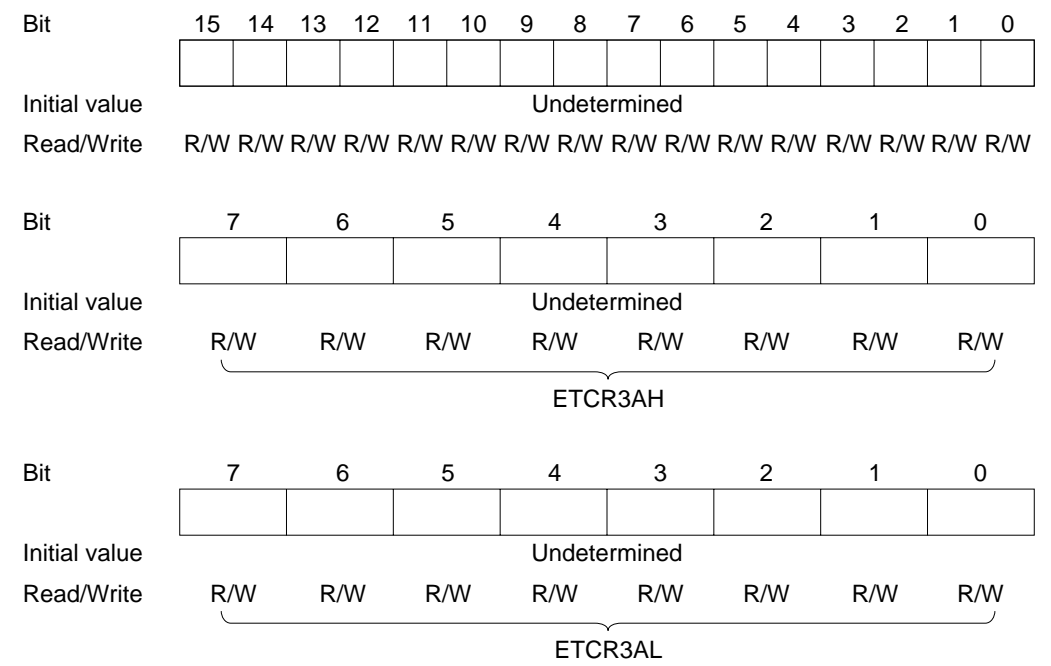 Bit 15 14 13 12 11 10 9 8 7 6 5 4 3 2 1 0
Initial value Undetermined
Read/Write R/W R/W R/W R/W R/W R/W R/W R/W R/W R/W R/W R/W R/W R/W R/W R/W
Bit 7 6 5 4 3 2 1 0
Initial value Undetermined
Read/Write R/W R/W R/W R/W R/W R/W R/W R/W
ETCR3AH
Bit 7 6 5 4 3 2 1 0
Initial value Undetermined
Read/Write R/W R/W R/W R/W R/W R/W R/W R/W
ETCR3AL